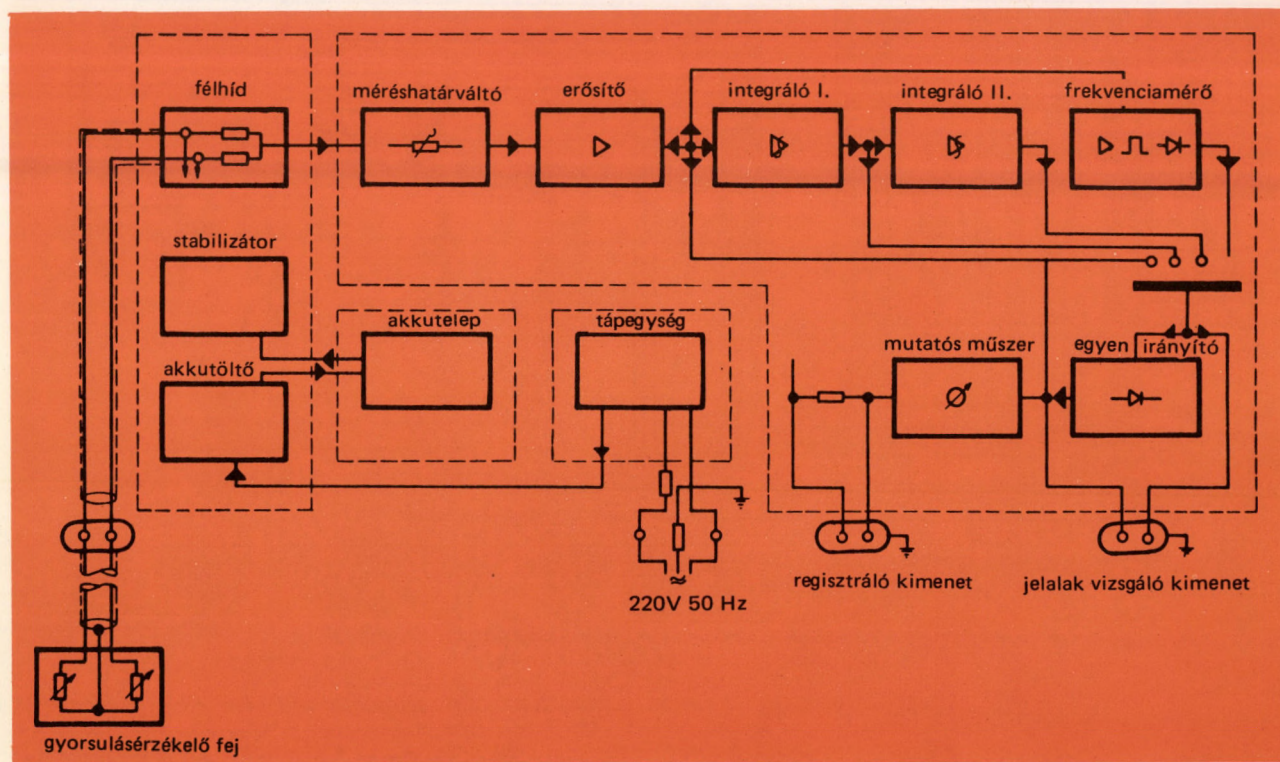 félhíd
méréshatárváltó
erősítő
integráló I.
integráló II.
frekvenciamérő
stabilizátor
akkutöltő
akkutelep
tápegység
mutatós műszer
egyen irányító
220V 50 Hz
regisztráló kimenet
jelalak vizsgáló kimenet
gyorsulásérzékelő fej